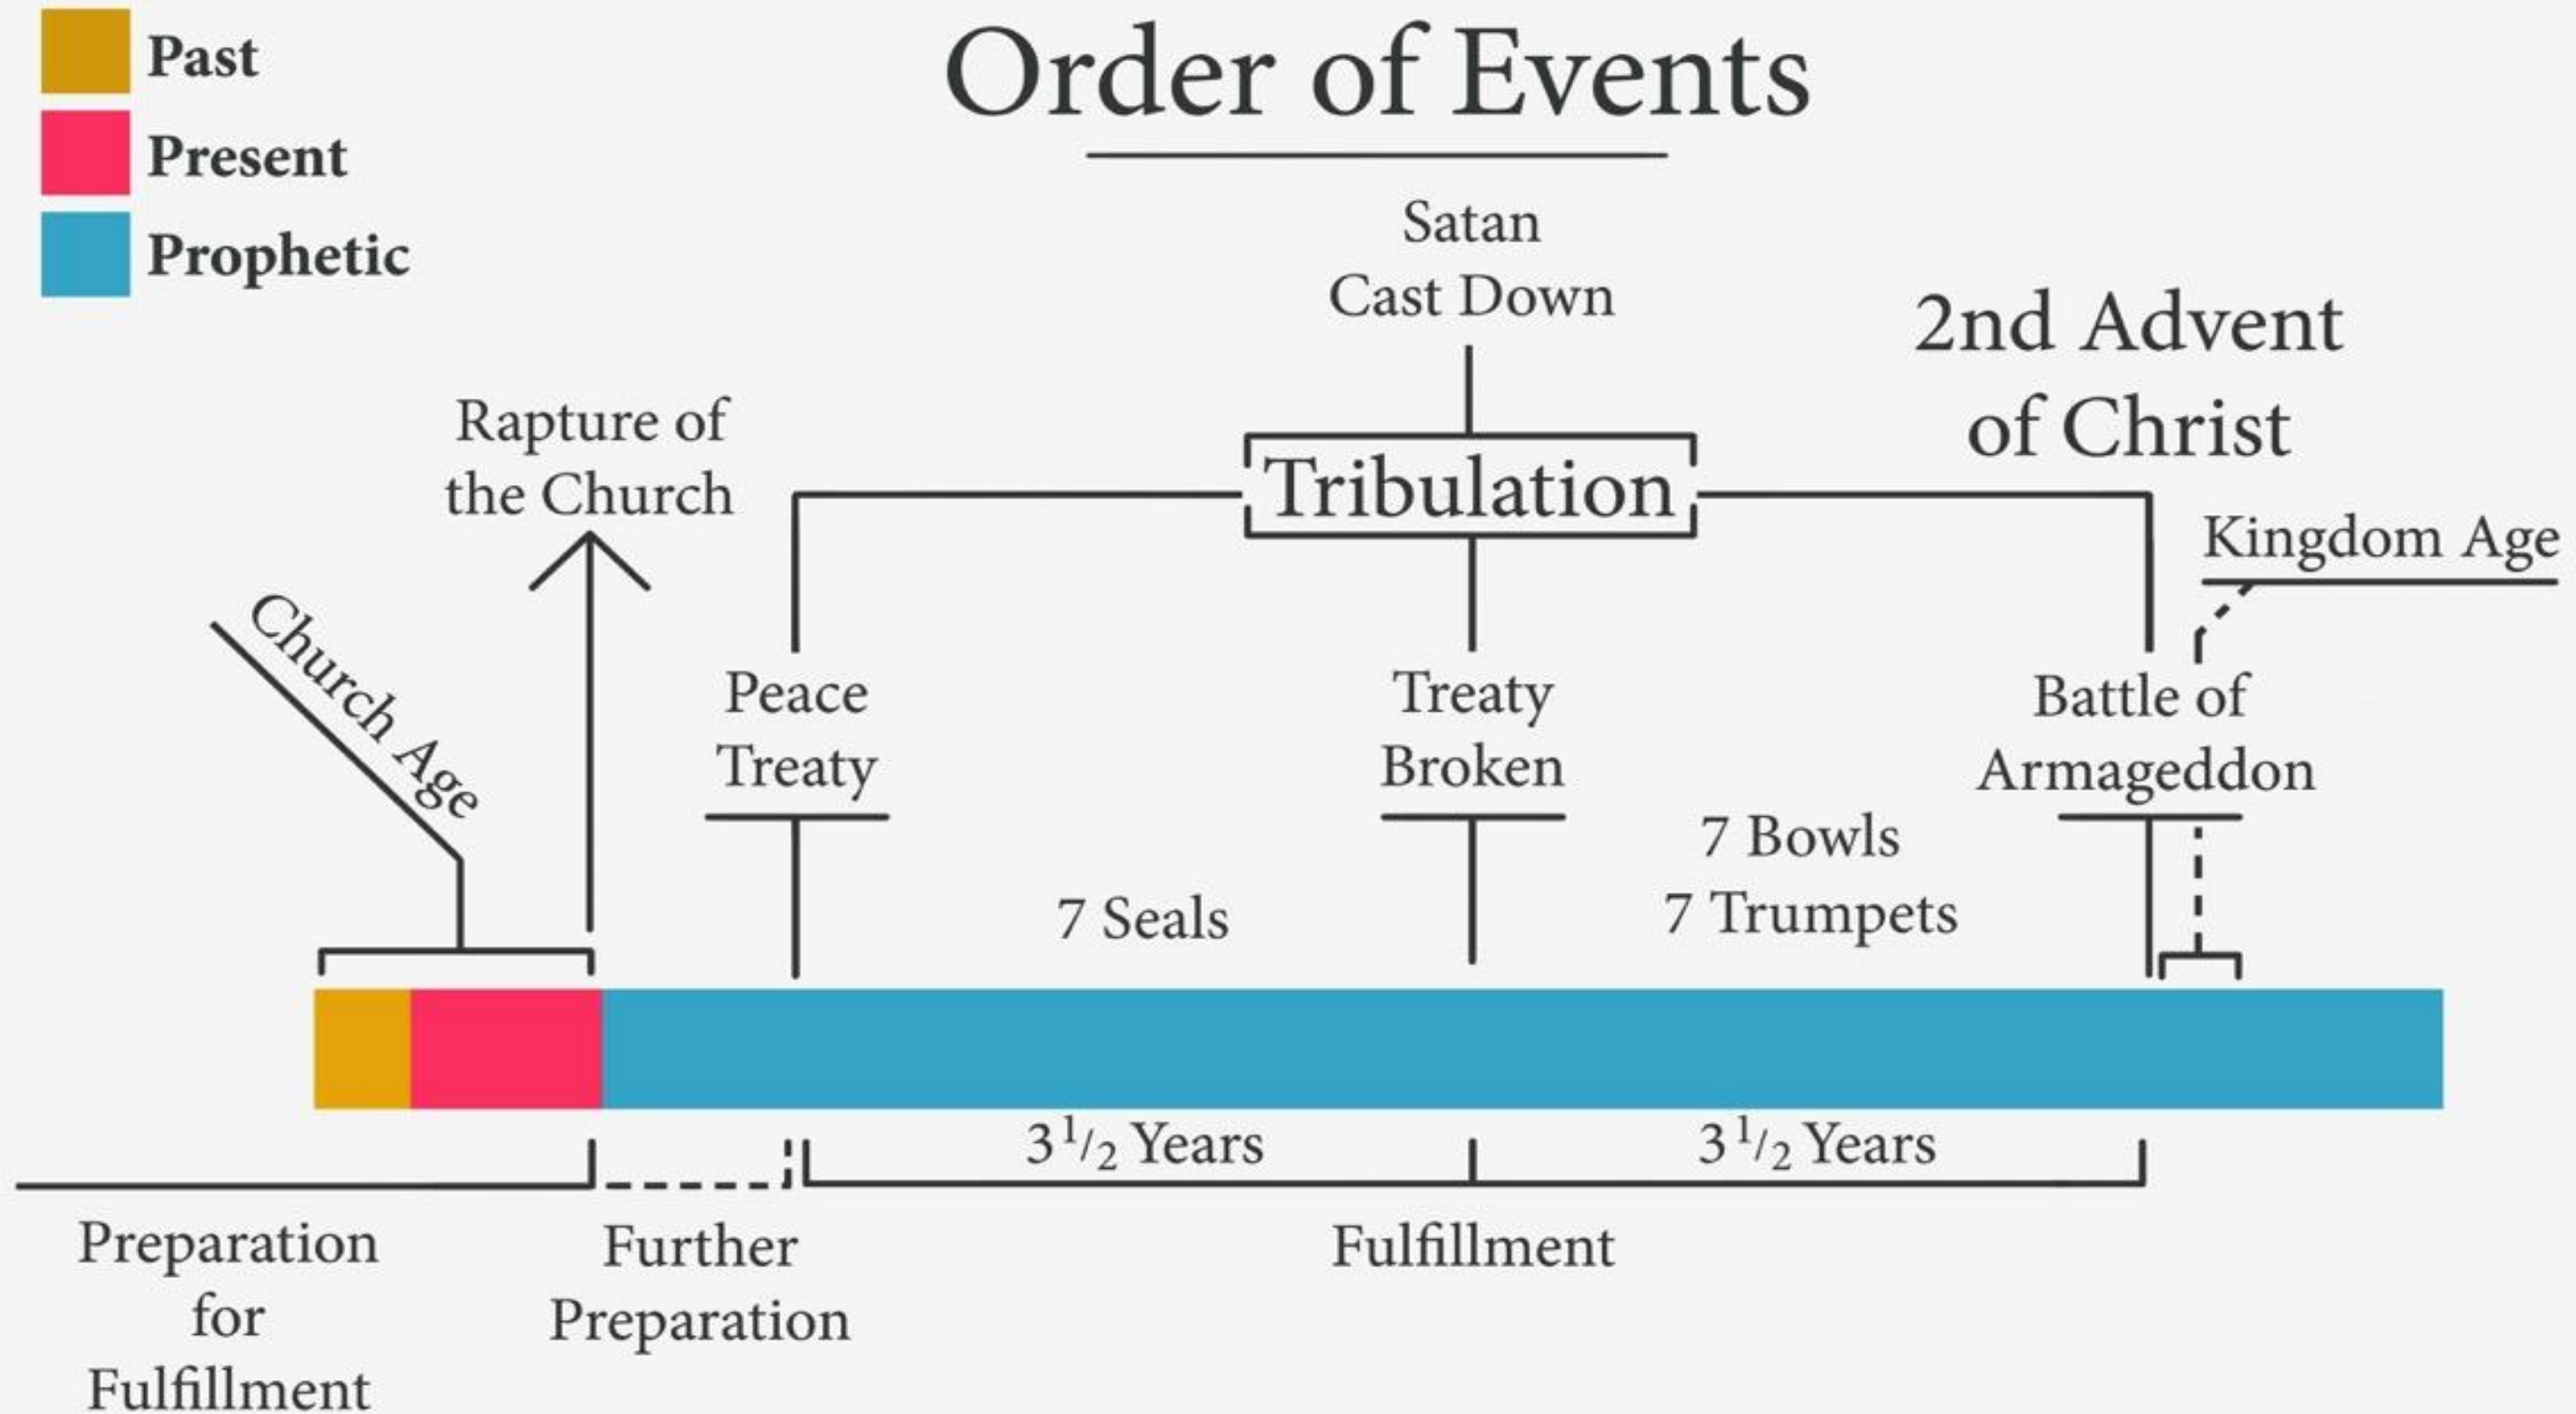 Past
Present
Prophetic
Order of Events
Satan
Cast Down
2nd Advent
of Christ
Rapture of
the Church
Tribulation
Kingdom Age
Church Age
Peace
Treaty
Treaty
Broken
Battle of
Armageddon
7 Seals
7 Bowls
7 Trumpets
3 1/2 Years
3 1/2 Years
Preparation
for
Fulfillment
Further
Preparation
Fulfillment